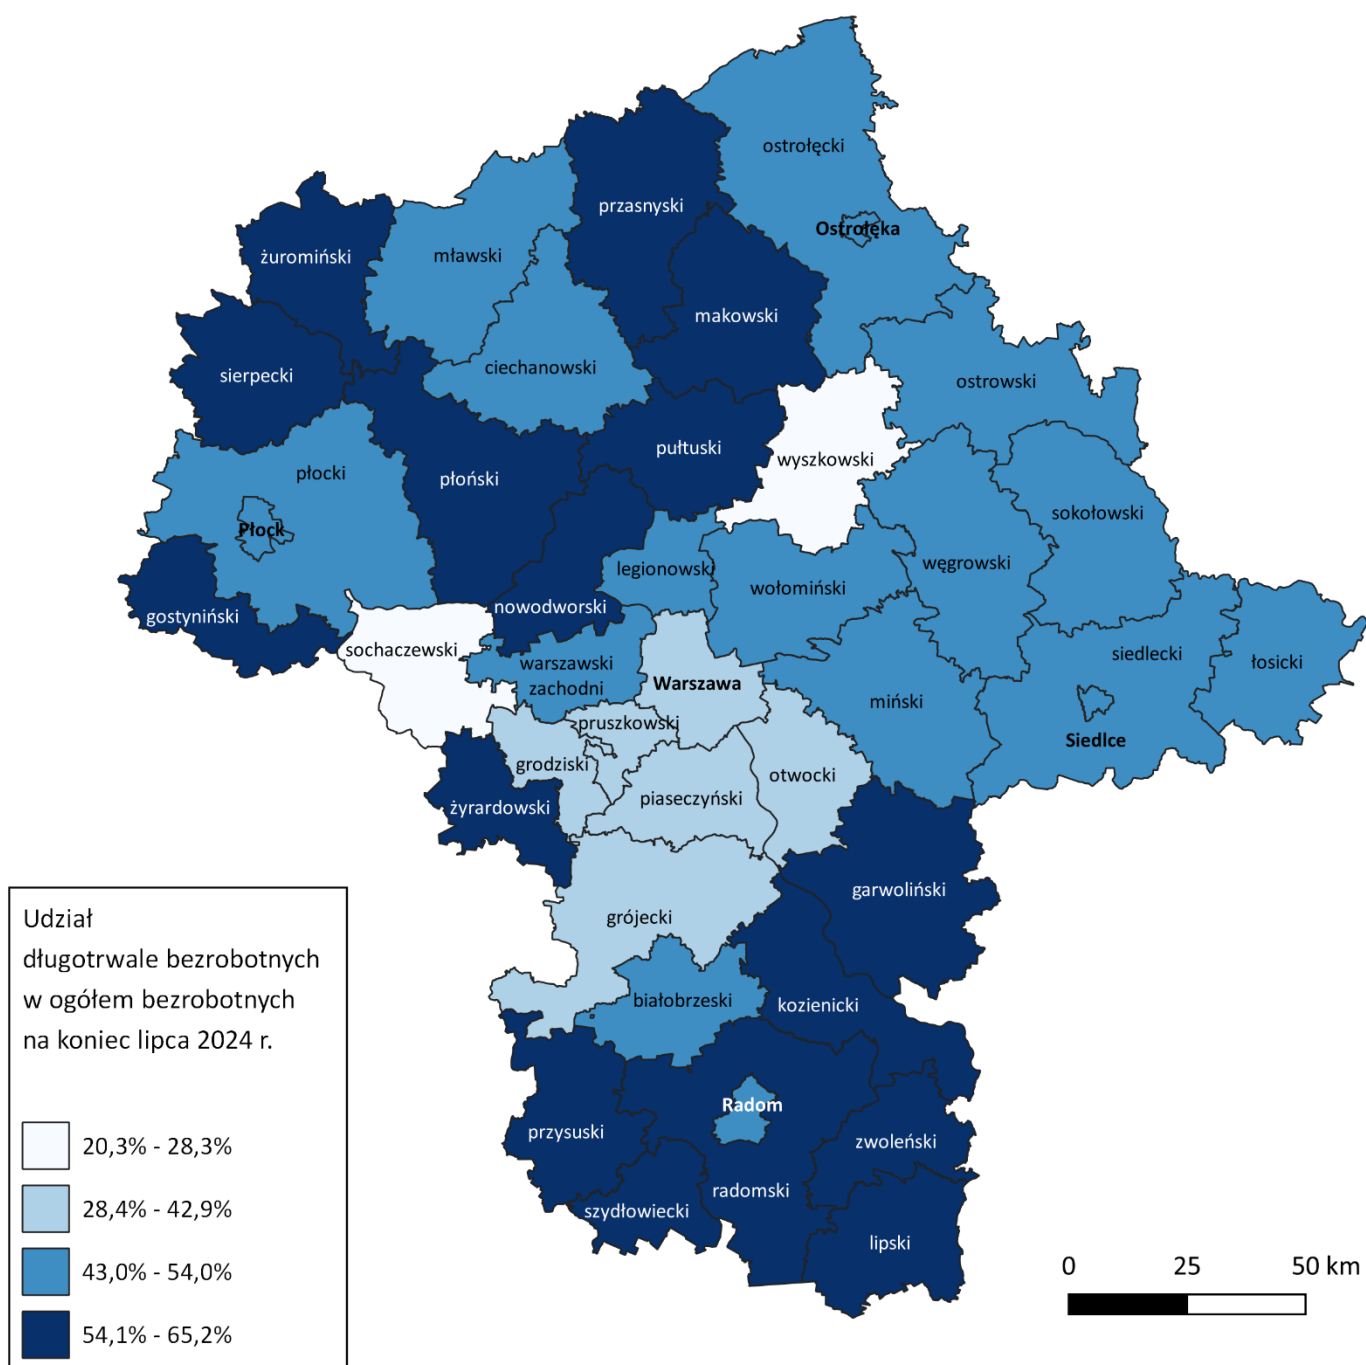 ostrołęcki
przasnyski
Ostrołęka
żuromiński
mławski
makowski
ciechanowski
sierpecki
ostrowski
pułtuski
wyszkowski
płocki
płoński
sokołowski
Płock
węgrowski
legionowski
wołomiński
nowodworski
gostyniński
sochaczewski
warszawski
zachodni
siedlecki
łosicki
Warszawa
miński
pruszkowski
Siedlce
grodziski
otwocki
piaseczyński
żyrardowski
garwoliński
grójecki
białobrzeski
kozienicki
Radom
przysuski
zwoleński
radomski
szydłowiecki
lipski
Udział
długotrwale bezrobotnych
w ogółem bezrobotnych
na koniec lipca 2024 r.
20,3% - 28,3%
28,4% - 42,9%
43,0% - 54,0%
54,1% - 65,2%
0 25 50 km